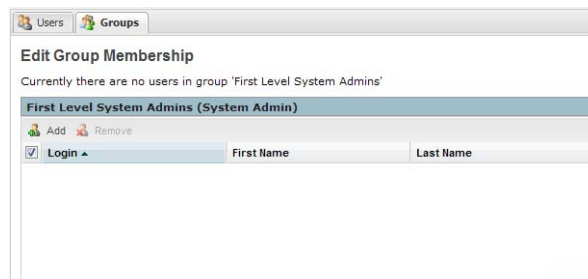 Users Groups
Edit Group Membership
Currently there are no users in group 'First Level System Admins'
First Level System Admins (System Admin)
Add Remove
Login First Name Last Name